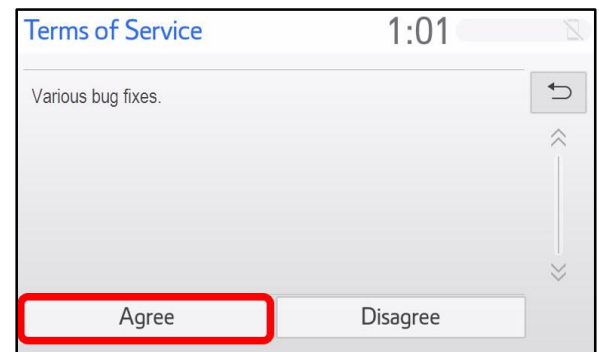 Terms of Service 1:01
Various bug fixes.
Agree Disagree